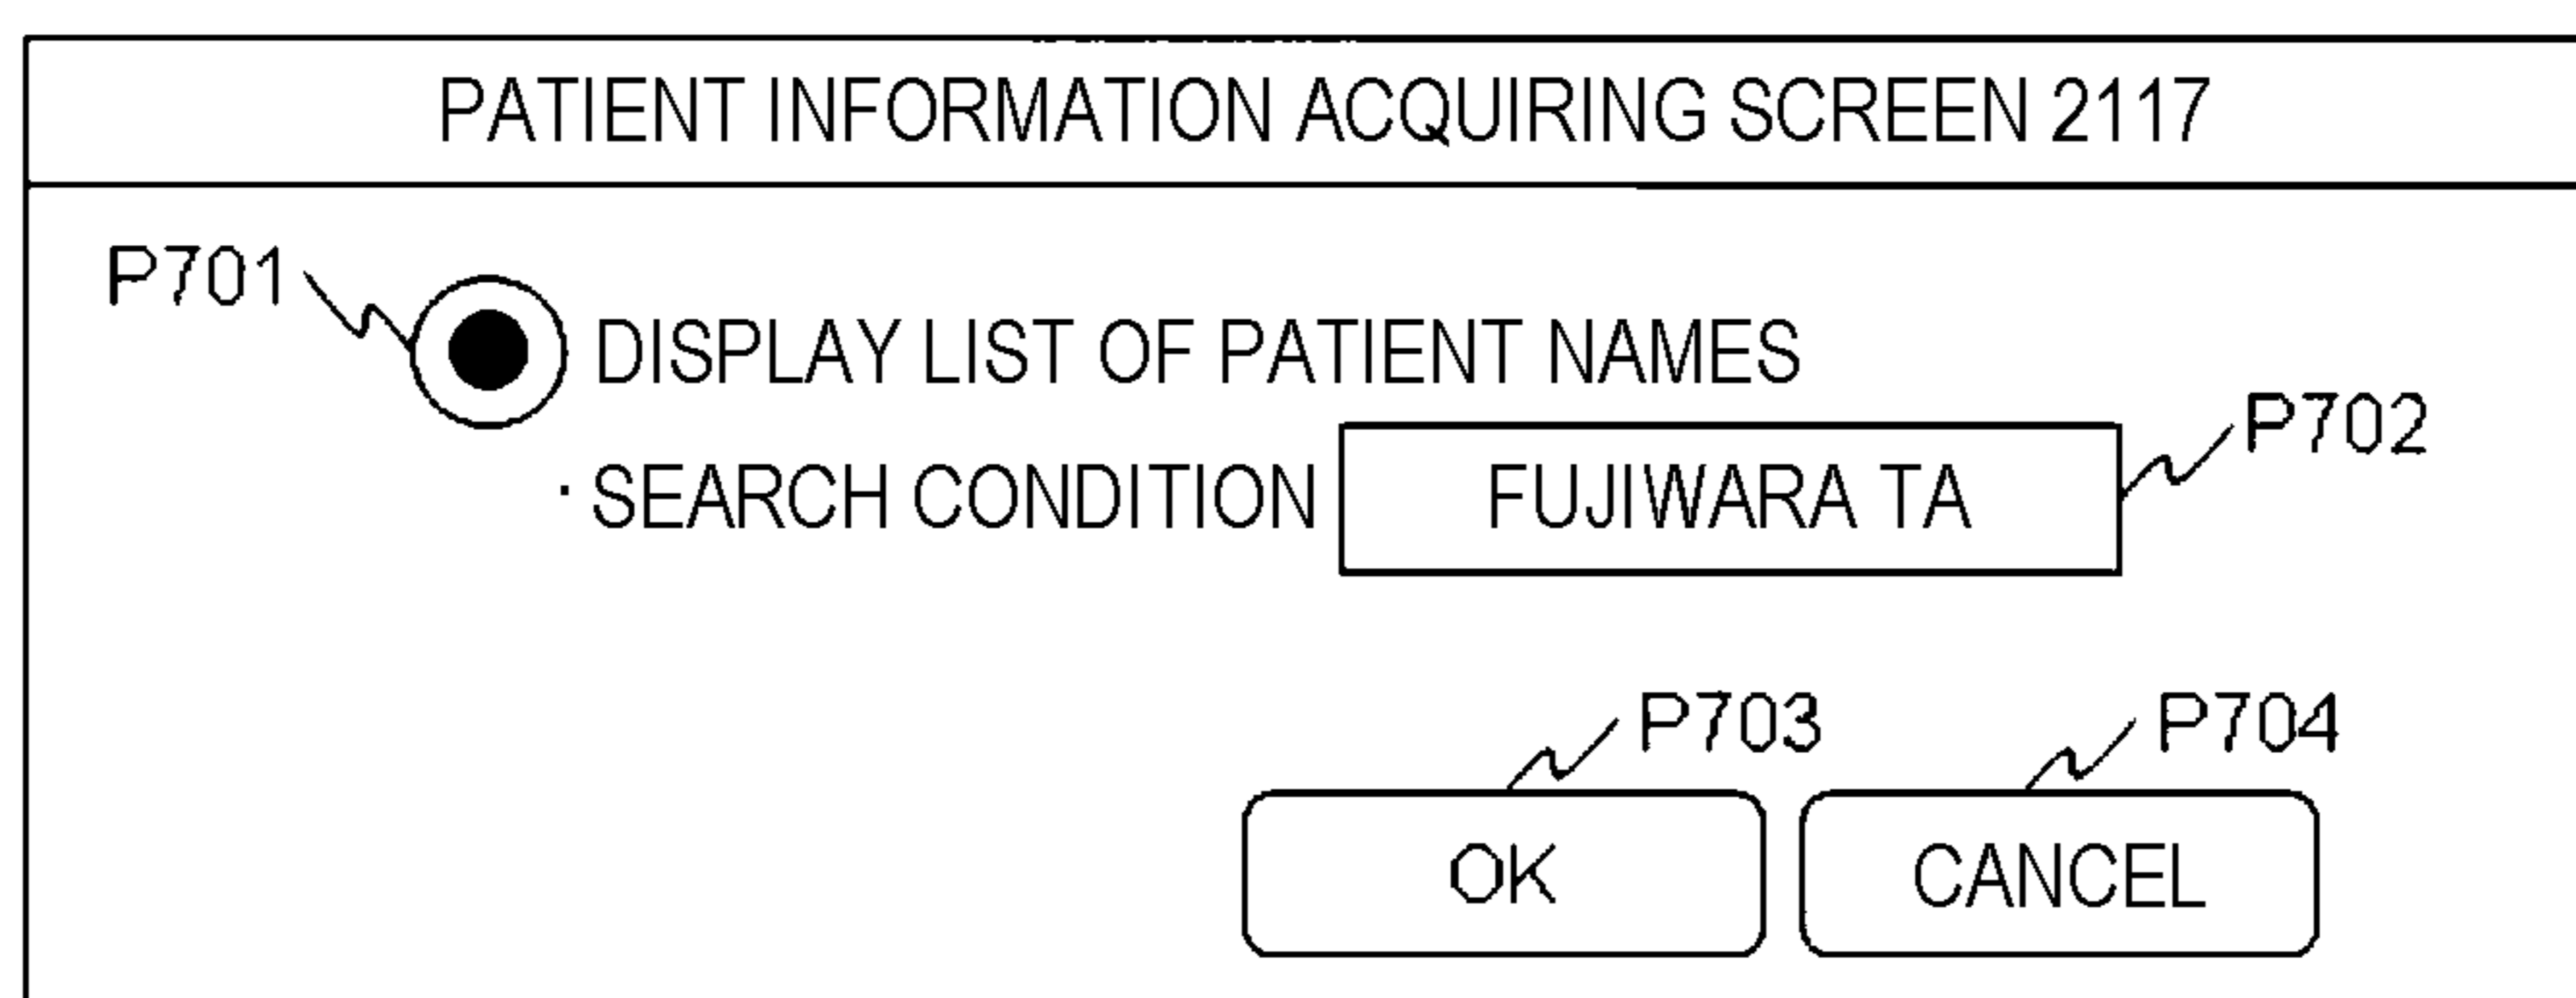 PATIENT INFORMATION ACQUIRING SCREEN 2117
P701
DISPLAY LIST OF PATIENT NAMES
P702
· SEARCH CONDITION FUJIWARA TA
P703 P704
OK CANCEL